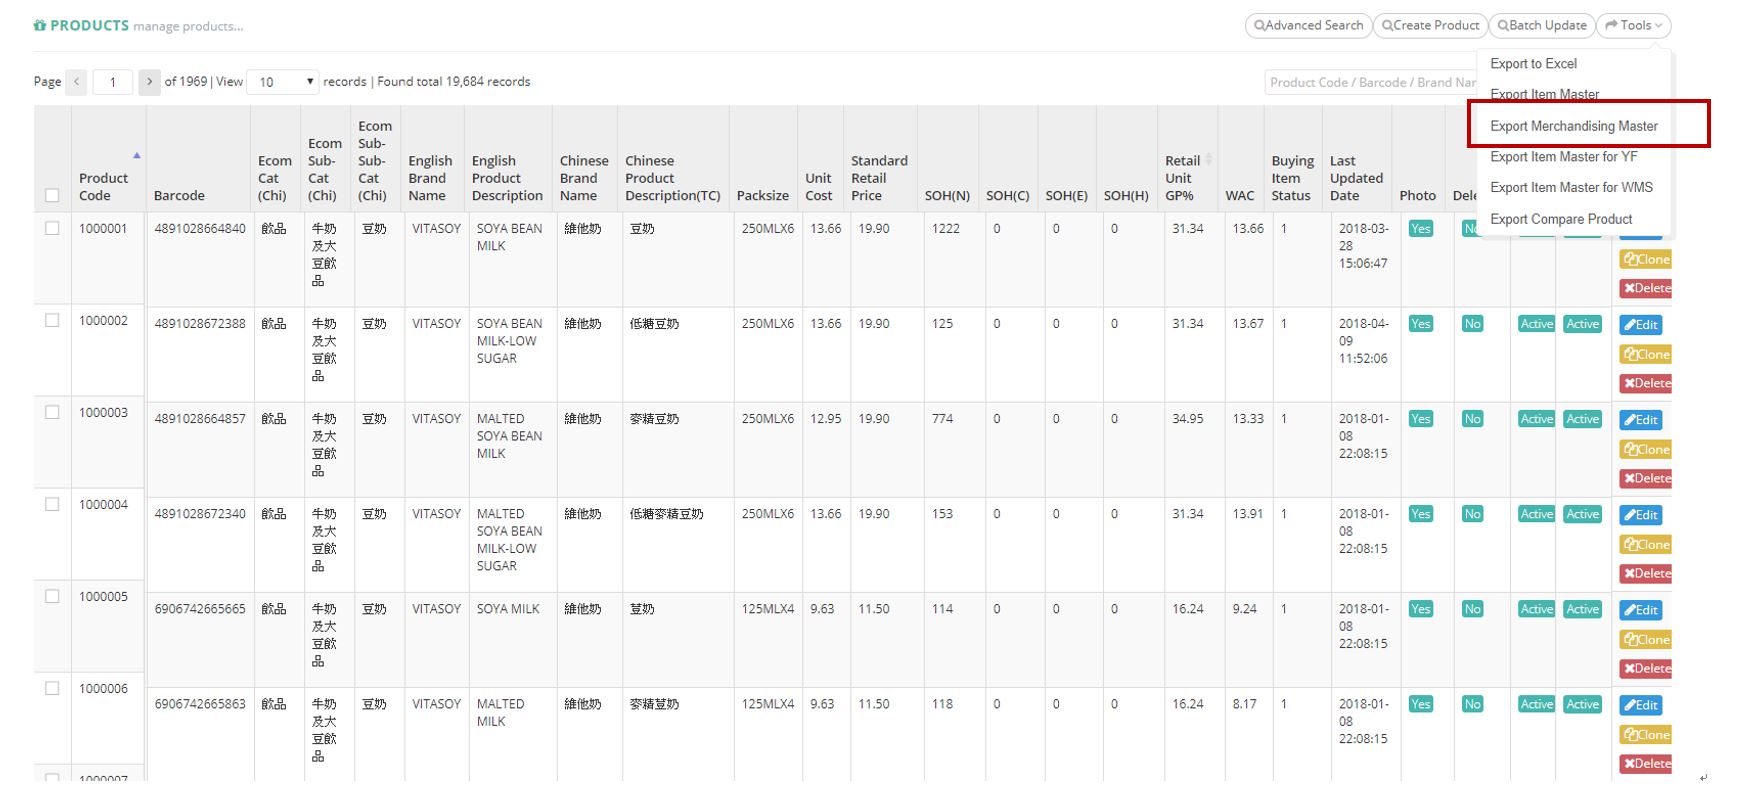 PRODUCTS manage products...
Advanced Search Create Product Batch Update Tools
Page < 1 > of 1969 | View 10 records | Found total 19,684 records
Product Code / Barcode / Brand Nar
Export to Excel
Export Item Master
Export Merchandising Master
Export Item Master for YF
Export Item Master for WMS
Export Compare Product
Product Code Barcode Ecom Cat (Chi) Ecom Sub-Cat (Chi) Ecom Sub-Sub-Cat (Chi) English Brand Name English Product Description Chinese Brand Name Chinese Product Description(TC) Packsize Unit Cost Standard Retail Price SOH(N) SOH(C) SOH(E) SOH(H) Retail Unit GP% WAC Buying Item Status Last Updated Date Photo Dele
1000001 4891028664840 飲品 牛奶及大豆飲品 豆奶 VITASOY SOYA BEAN MILK 維他奶 豆奶 250MLX6 13.66 19.90 1222 0 0 0 31.34 13.66 1 2018-03-28 15:06:47 Yes No
Clone
Delete
1000002 4891028672388 飲品 牛奶及大豆飲品 豆奶 VITASOY SOYA BEAN MILK-LOW SUGAR 維他奶 低糖豆奶 250MLX6 13.66 19.90 125 0 0 0 31.34 13.67 1 2018-04-09 11:52:06 Yes No Active Active Edit
Clone
Delete
1000003 4891028664857 飲品 牛奶及大豆飲品 豆奶 VITASOY MALTED SOYA BEAN MILK 維他奶 麥精豆奶 250MLX6 12.95 19.90 774 0 0 0 34.95 13.33 1 2018-01-08 22:08:15 Yes No Active Active Edit
Clone
Delete
1000004 4891028672340 飲品 牛奶及大豆飲品 豆奶 VITASOY MALTED SOYA BEAN MILK-LOW SUGAR 維他奶 低糖麥精豆奶 250MLX6 13.66 19.90 153 0 0 0 31.34 13.91 1 2018-01-08 22:08:15 Yes No Active Active Edit
Clone
Delete
1000005 6906742665665 飲品 牛奶及大豆飲品 豆奶 VITASOY SOYA MILK 維他奶 荳奶 125MLX4 9.63 11.50 114 0 0 0 16.24 9.24 1 2018-01-08 22:08:15 Yes No Active Active Edit
Clone
Delete
1000006 6906742665863 飲品 牛奶及大豆飲品 豆奶 VITASOY MALTED MILK 維他奶 麥精荳奶 125MLX4 9.63 11.50 118 0 0 0 16.24 8.17 1 2018-01-08 22:08:15 Yes No Active Active Edit
Clone
Delete
1000007